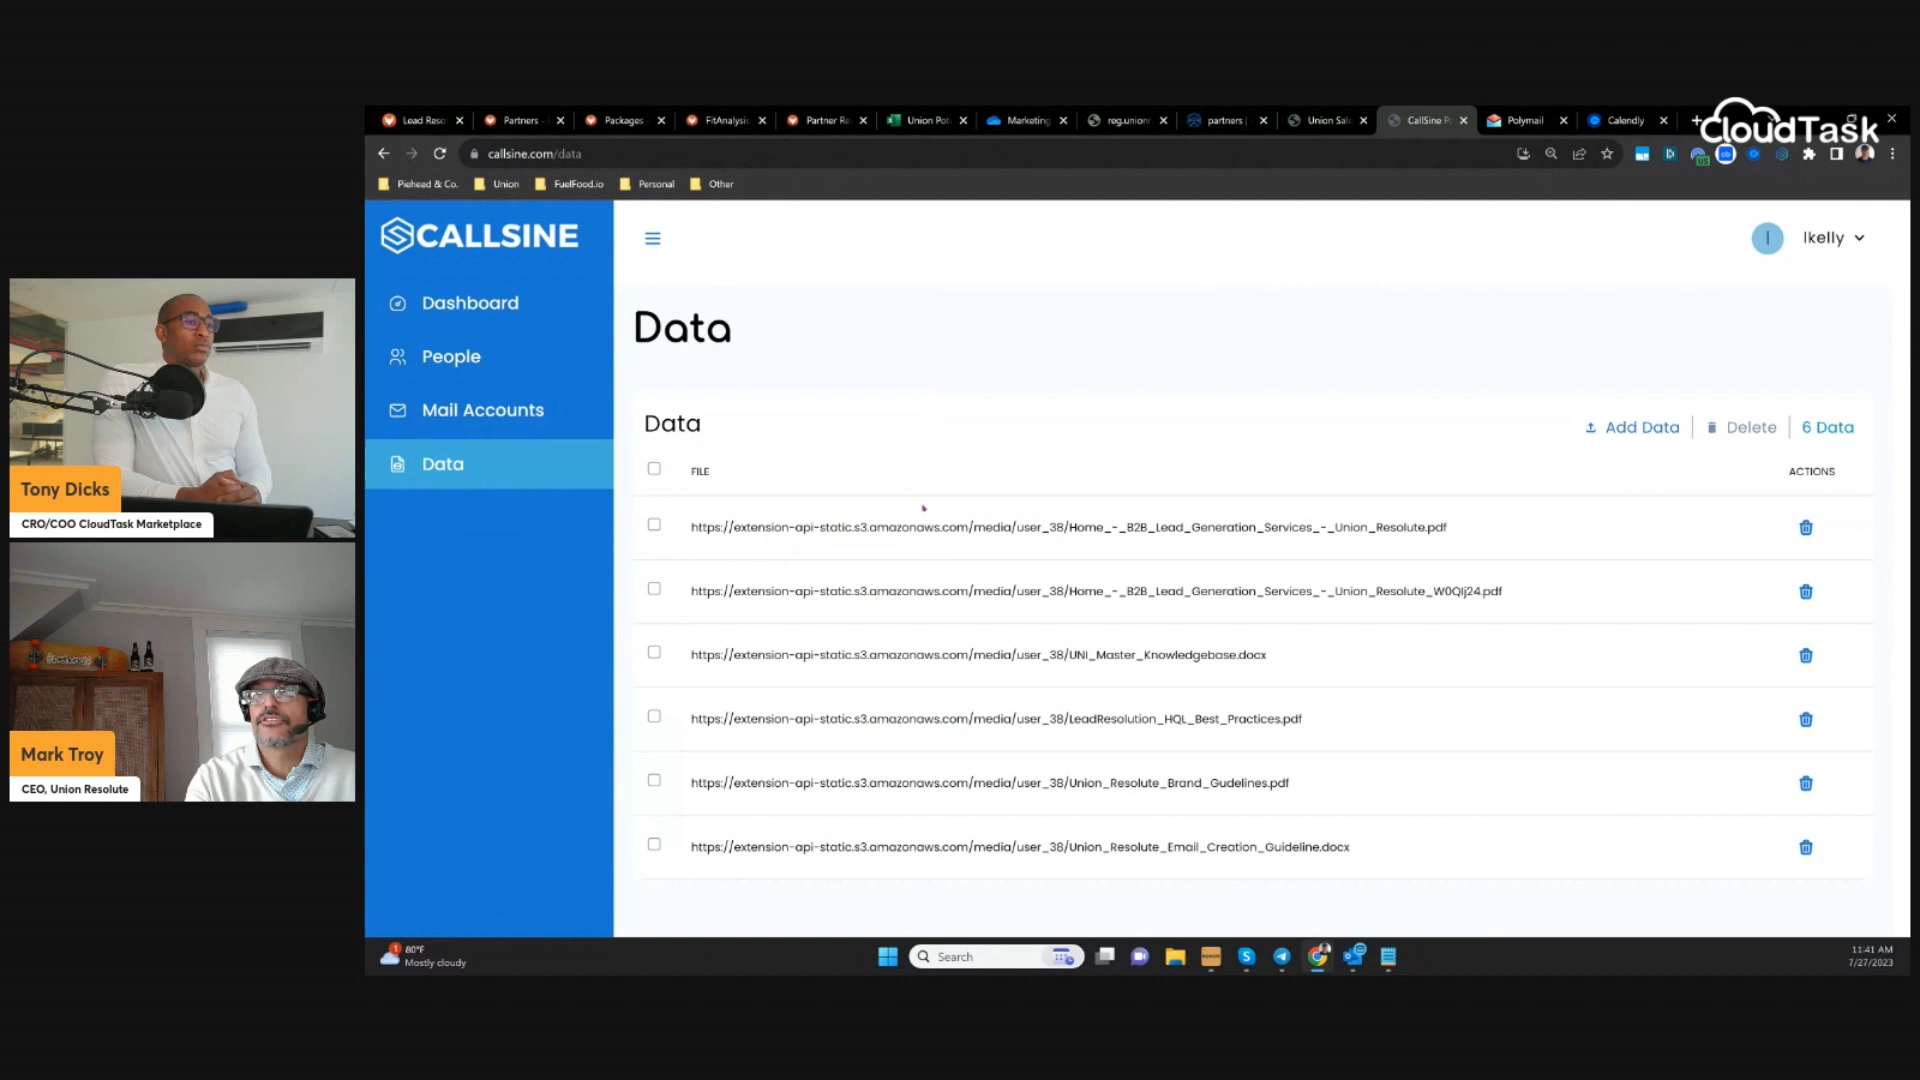 Lead Reso
Partners -
Packages -
FitAnalysis
Partner Re
Union Pot
Marketing
reg.unionr
partners |
Union Sal
CallSine P
Polymail
Calendly
CloudTask
callsine.com/data
Piehead & Co.
Union
FuelFood.io
Personal
Other
CALLSINE
Dashboard
People
Mail Accounts
Data
I
Ikelly
Data
Data
Add Data
Delete
6 Data
FILE
ACTIONS
https://extension-api-static.s3.amazonaws.com/media/user_38/Home_-_B2B_Lead_Generation_Services_-_Union_Resolute.pdf
https://extension-api-static.s3.amazonaws.com/media/user_38/Home_-_B2B_Lead_Generation_Services_-_Union_Resolute_W0QIj24.pdf
https://extension-api-static.s3.amazonaws.com/media/user_38/UNI_Master_Knowledgebase.docx
https://extension-api-static.s3.amazonaws.com/media/user_38/LeadResolution_HQL_Best_Practices.pdf
https://extension-api-static.s3.amazonaws.com/media/user_38/Union_Resolute_Brand_Gudelines.pdf
https://extension-api-static.s3.amazonaws.com/media/user_38/Union_Resolute_Email_Creation_Guideline.docx
Tony Dicks
CRO/COO CloudTask Marketplace
Mark Troy
CEO, Union Resolute
1
80°F
Mostly cloudy
Search
11:41 AM
7/27/2023